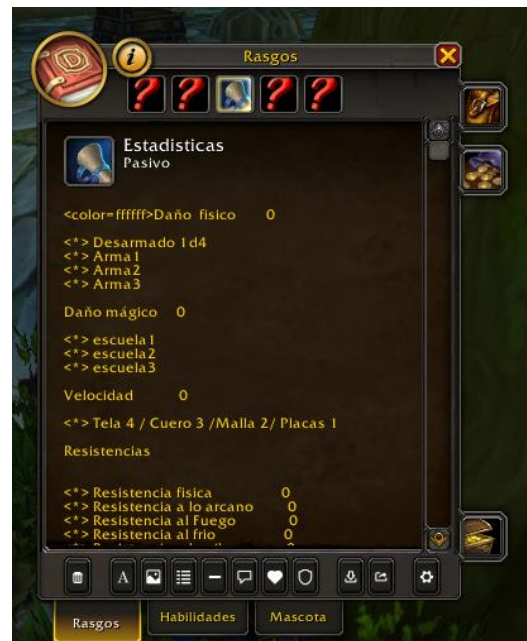 Rasgos
Estadisticas
Pasivo
<color=ffffff>Daño fisico 0
<*> Desarmado 1d4
<*> Arma1
<*> Arma2
<*> Arma3
Daño mágico 0
<*> escuela1
<*> escuela2
<*> escuela3
Velocidad 0
<*> Tela 4 / Cuero 3 /Malla 2/ Placas 1
Resistencias
<*> Resistencia fisica 0
<*> Resistencia a lo arcano 0
<*> Resistencia al Fuego 0
<*> Resistencia al frio 0
Rasgos
Habilidades
Mascota